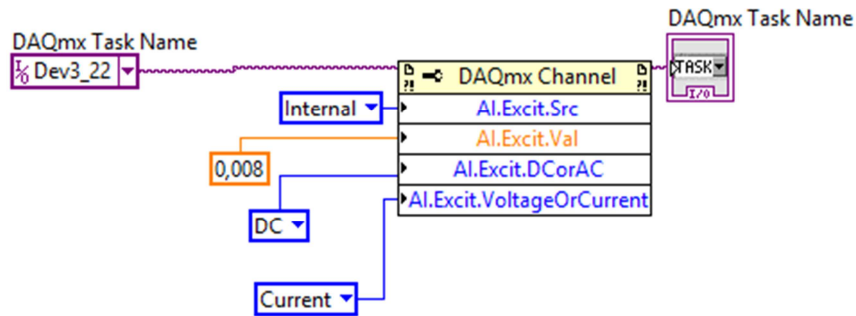 DAQmx Task Name
DAQmx Task Name
I/O Dev3_22
TASK
I/O
DAQmx Channel
Internal
AI.Excit.Src
AI.Excit.Val
0,008
AI.Excit.DCorAC
DC
AI.Excit.VoltageOrCurrent
Current